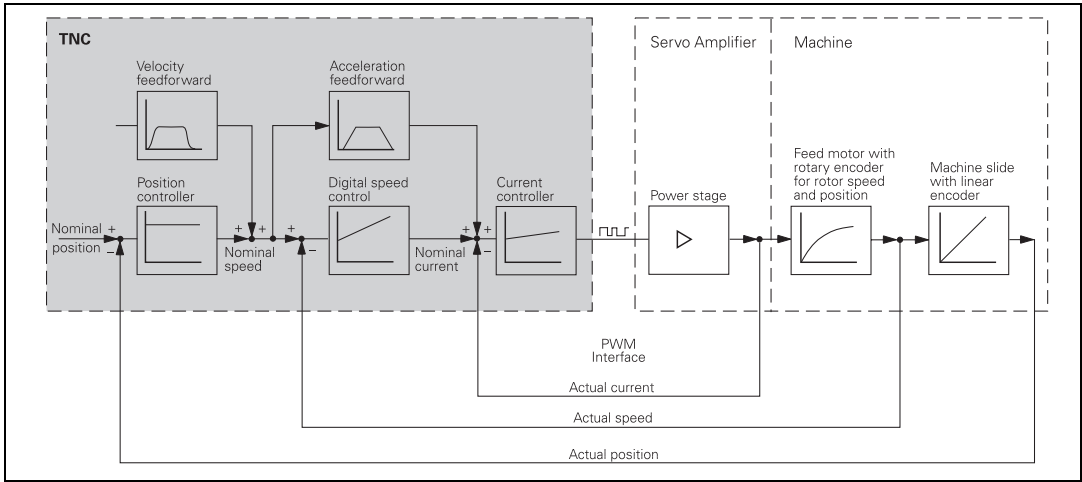 TNC
Servo Amplifier
Machine
Velocity
feedforward
Acceleration
feedforward
Position
controller
Digital speed
control
Current
controller
Power stage
Feed motor with
rotary encoder
for rotor speed
and position
Machine slide
with linear
encoder
Nominal
position
+
–
+
+
Nominal
speed
+
–
Nominal
current
+
+
–
PWM
Interface
Actual current
Actual speed
Actual position